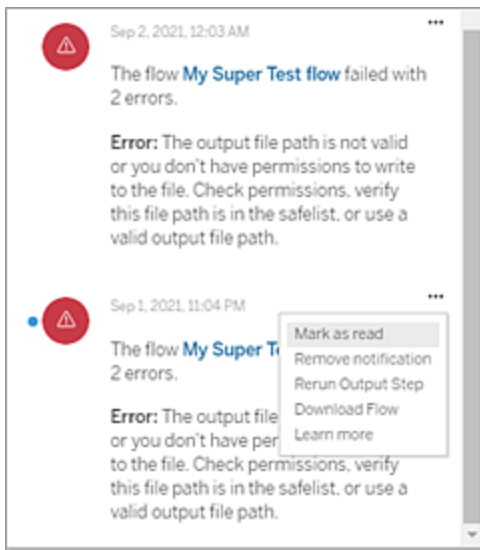 Sep 2, 2021, 12:03 AM
The flow My Super Test flow failed with
2 errors.
Error: The output file path is not valid
or you don't have permissions to write
to the file. Check permissions, verify
this file path is in the safelist, or use a
valid output file path.
Sep 1, 2021, 11:04 PM
The flow My Super
2 errors.
Error: The output file
or you don't have
to the file. Check permissions, verify
this file path is in the safelist, or use a
valid output file path.
Mark as read
Remove notification
Rerun Output Step
Download Flow
Learn more